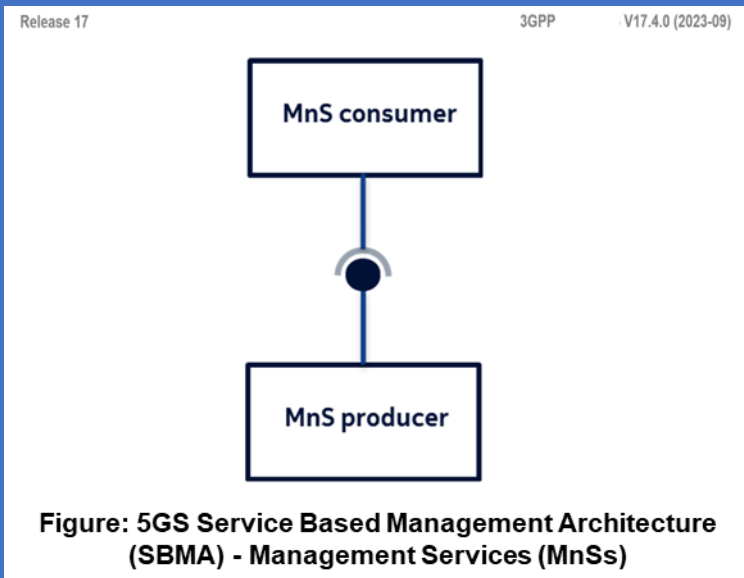 Release 17 3GPP V17.4.0 (2023-09)
MnS consumer
MnS producer
Figure: 5GS Service Based Management Architecture
(SBMA) - Management Services (MnSs)